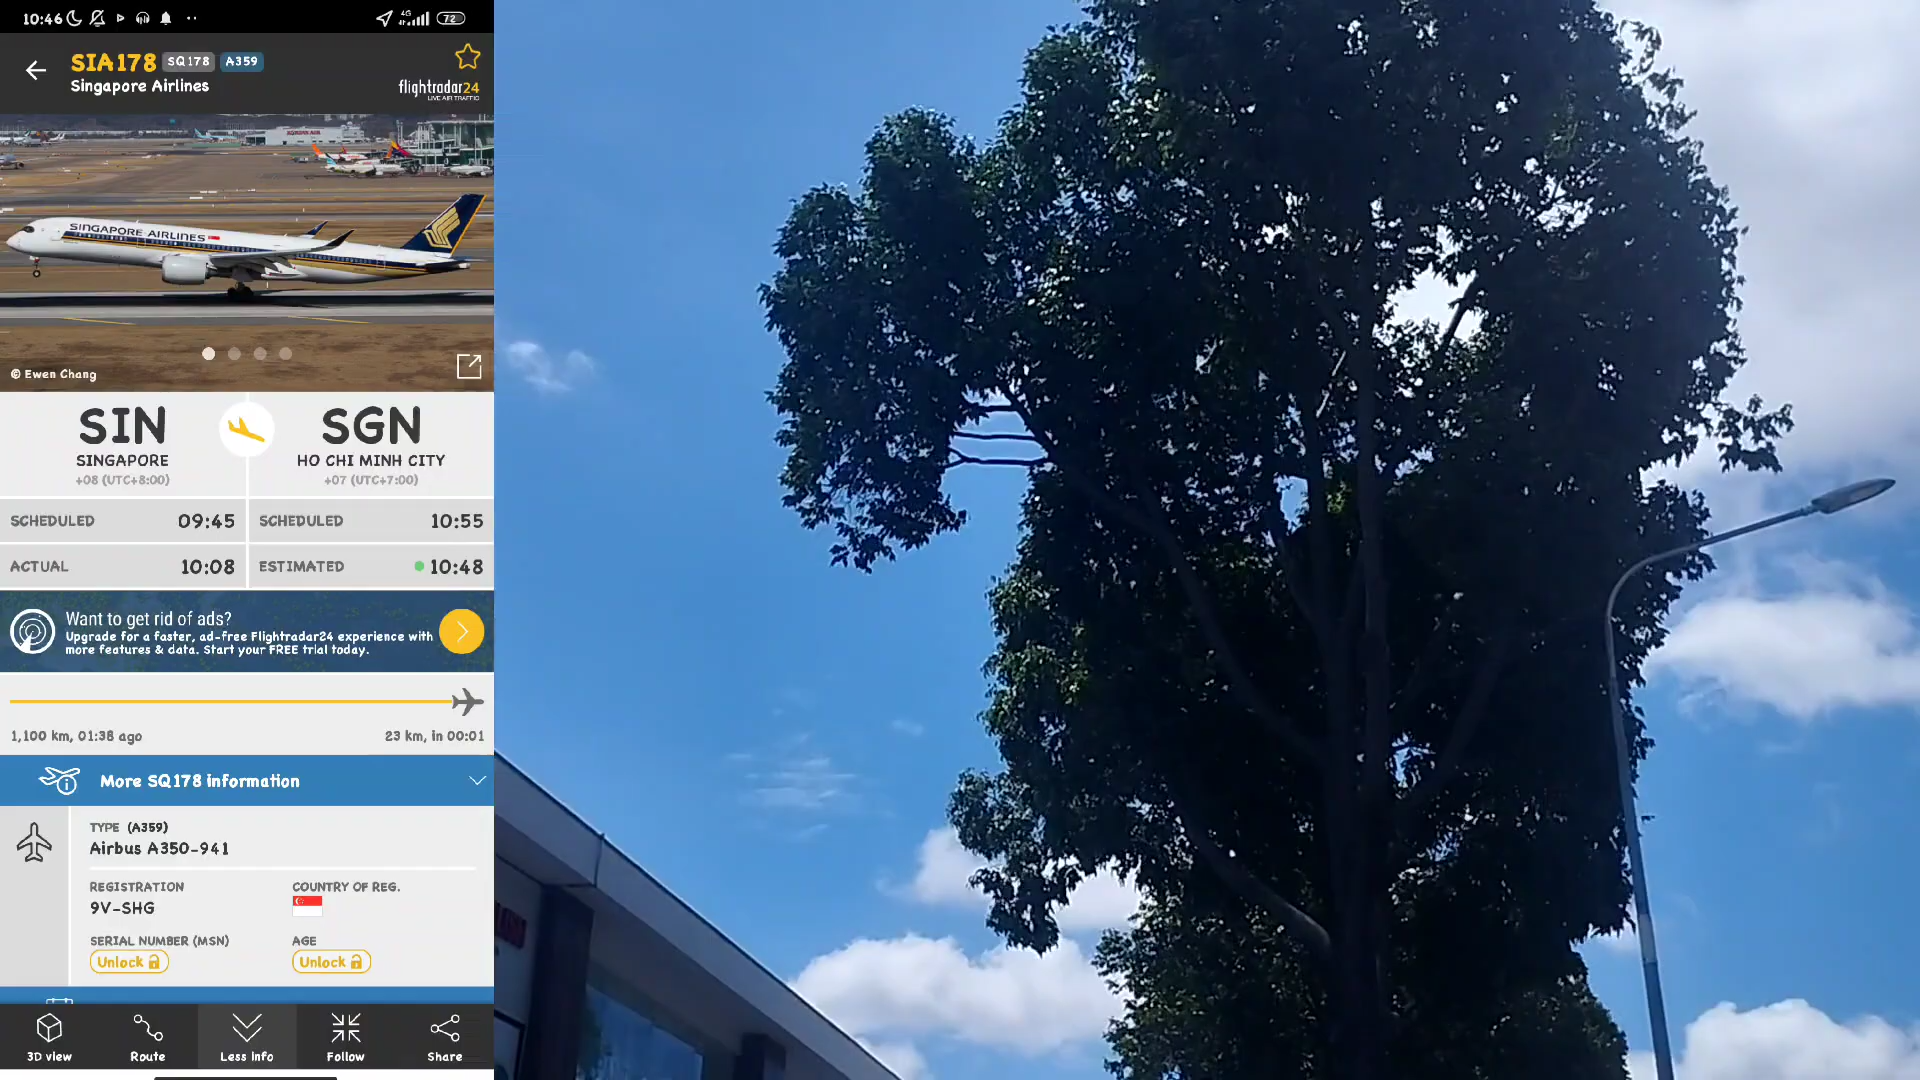 10:46
4G
72
SIA178 SQ178 A359
Singapore Airlines
flightradar24
LIVE AIR TRAFFIC
KOREAN AIR
SINGAPORE AIRLINES
© Ewen Chang
SIN
SINGAPORE
+08 (UTC+8:00)
SGN
HO CHI MINH CITY
+07 (UTC+7:00)
SCHEDULED 09:45
SCHEDULED 10:55
ACTUAL 10:08
ESTIMATED 10:48
Want to get rid of ads?
Upgrade for a faster, ad-free Flightradar24 experience with
more features & data. Start your FREE trial today.
1,100 km, 01:38 ago
23 km, in 00:01
More SQ178 information
TYPE (A359)
Airbus A350-941
REGISTRATION
9V-SHG
COUNTRY OF REG.
SERIAL NUMBER (MSN)
Unlock
AGE
Unlock
3D view
Route
Less info
Follow
Share